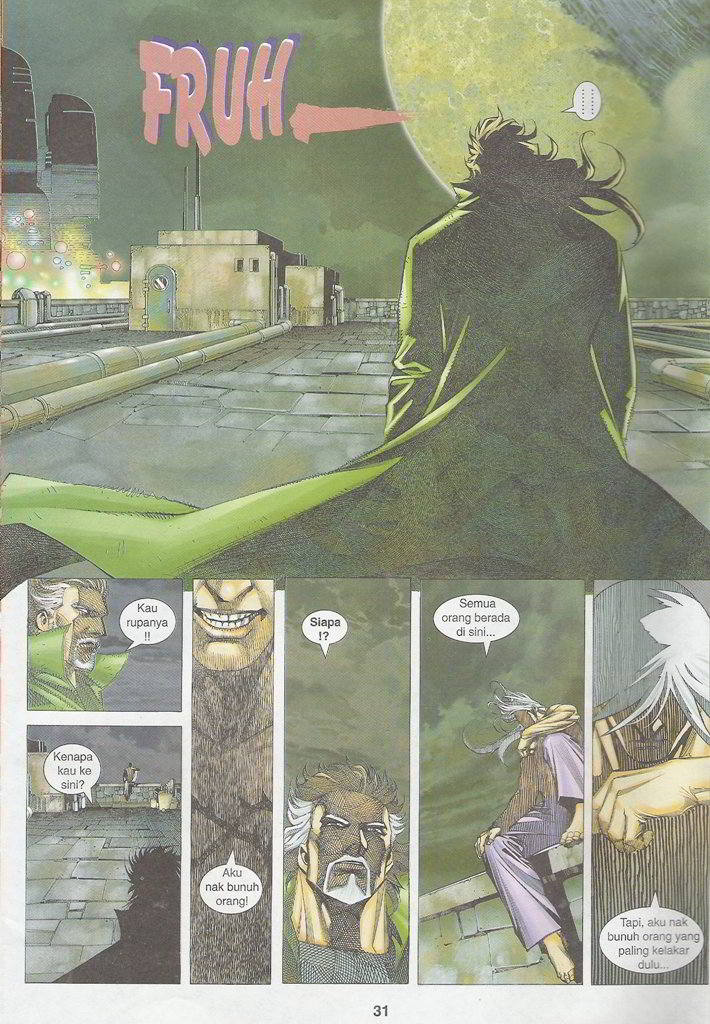 FRUH
.......
Kau
rupanya
!!
Kenapa
kau ke
sini?
Aku
nak bunuh
orang!
Siapa
!?
Semua
orang berada
di sini...
Tapi, aku nak
bunuh orang yang
paling kelakar
dulu...
31